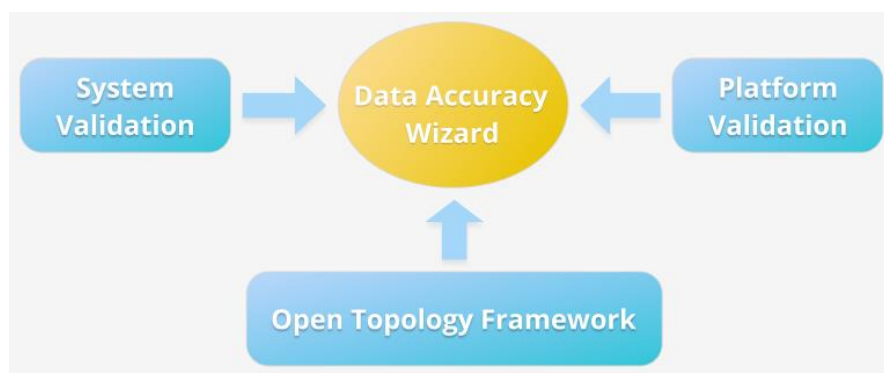 System
Validation
Data Accuracy
Wizard
Platform
Validation
Open Topology Framework